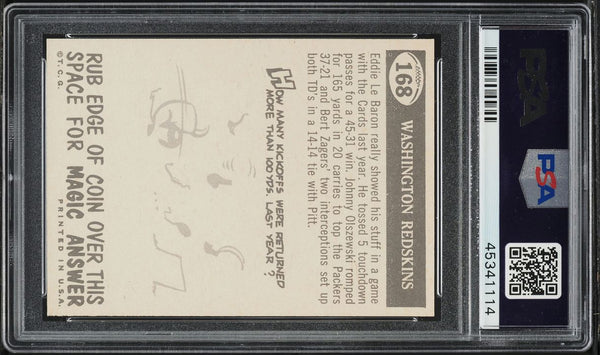 168
WASHINGTON REDSKINS
Eddie Le Baron really showed his stuff in a game
with the Cards last year. He tossed 5 touchdown
passes for a 45-31 win. Johnny Olszewski romped
for 165 yards in 20 carries to top the Packers
37-21 and Bert Zagers' two interceptions set up
both TD's in a 14-14 tie with Pitt.
HOW MANY KICKOFFS WERE RETURNED
MORE THAN 100 YDS. LAST YEAR?
RUB EDGE OF COIN OVER THIS
SPACE FOR MAGIC ANSWER
©T.C.G.
PRINTED IN U.S.A.
PSA
PSA
45341114